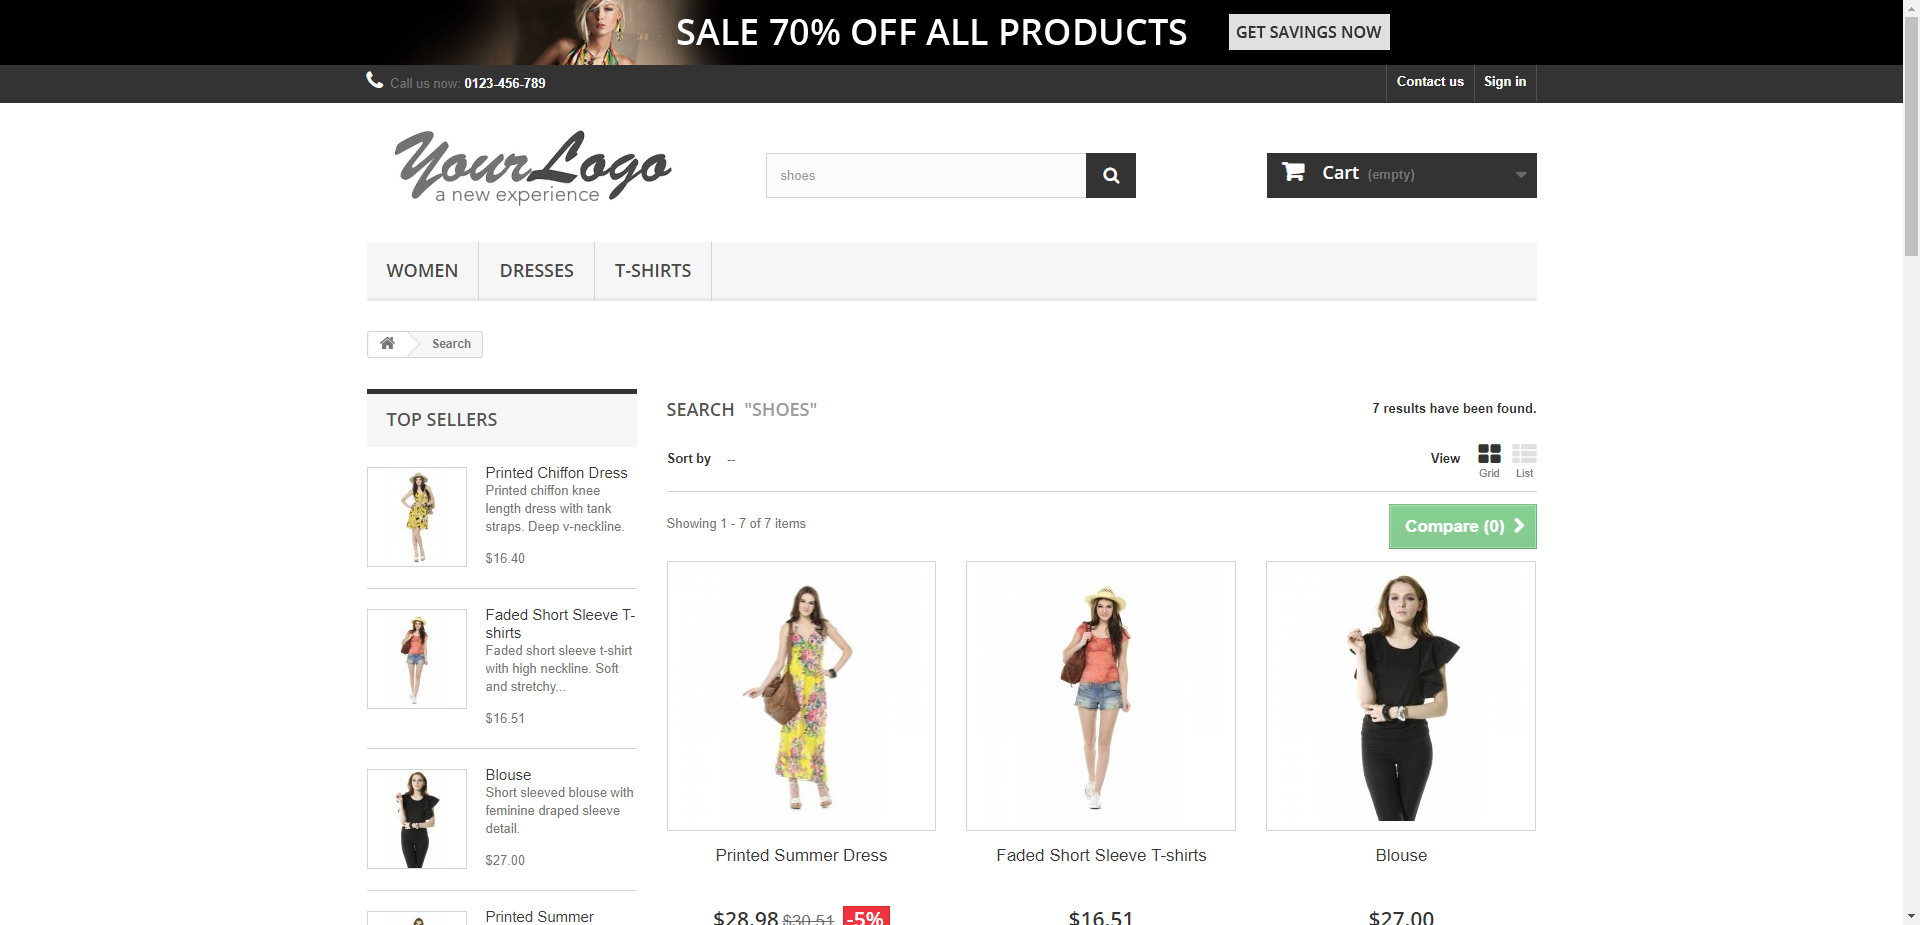 SALE 70% OFF ALL PRODUCTS
GET SAVINGS NOW
Call us now: 0123-456-789
Contact us
Sign in
YourLogo
a new experience
shoes
Cart (empty)
WOMEN
DRESSES
T-SHIRTS
Search
TOP SELLERS
Printed Chiffon Dress
Printed chiffon knee
length dress with tank
straps. Deep v-neckline.
$16.40
Faded Short Sleeve T-
shirts
Faded short sleeve t-shirt
with high neckline. Soft
and stretchy...
$16.51
Blouse
Short sleeved blouse with
feminine draped sleeve
detail.
$27.00
Printed Summer
SEARCH "SHOES"
7 results have been found.
Sort by --
View
Grid
List
Showing 1 - 7 of 7 items
Compare (0)
Printed Summer Dress
$28.98 $30.51 -5%
Faded Short Sleeve T-shirts
$16.51
Blouse
$27.00